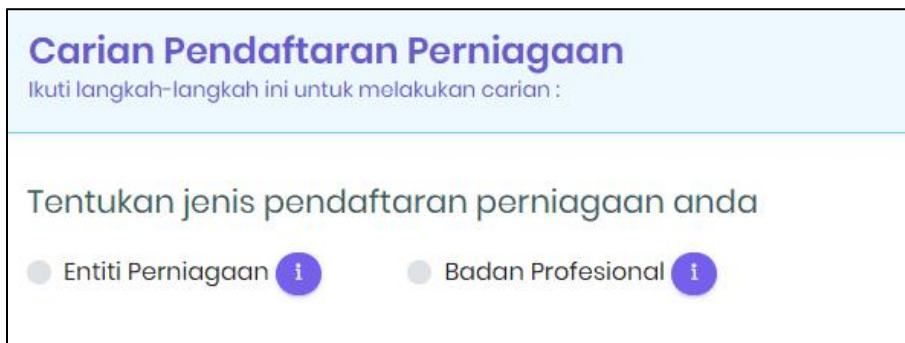 Carian Pendaftaran Perniagaan
Ikuti langkah-langkah ini untuk melakukan carian :
Tentukan jenis pendaftaran perniagaan anda
Entiti Perniagaan i Badan Profesional i